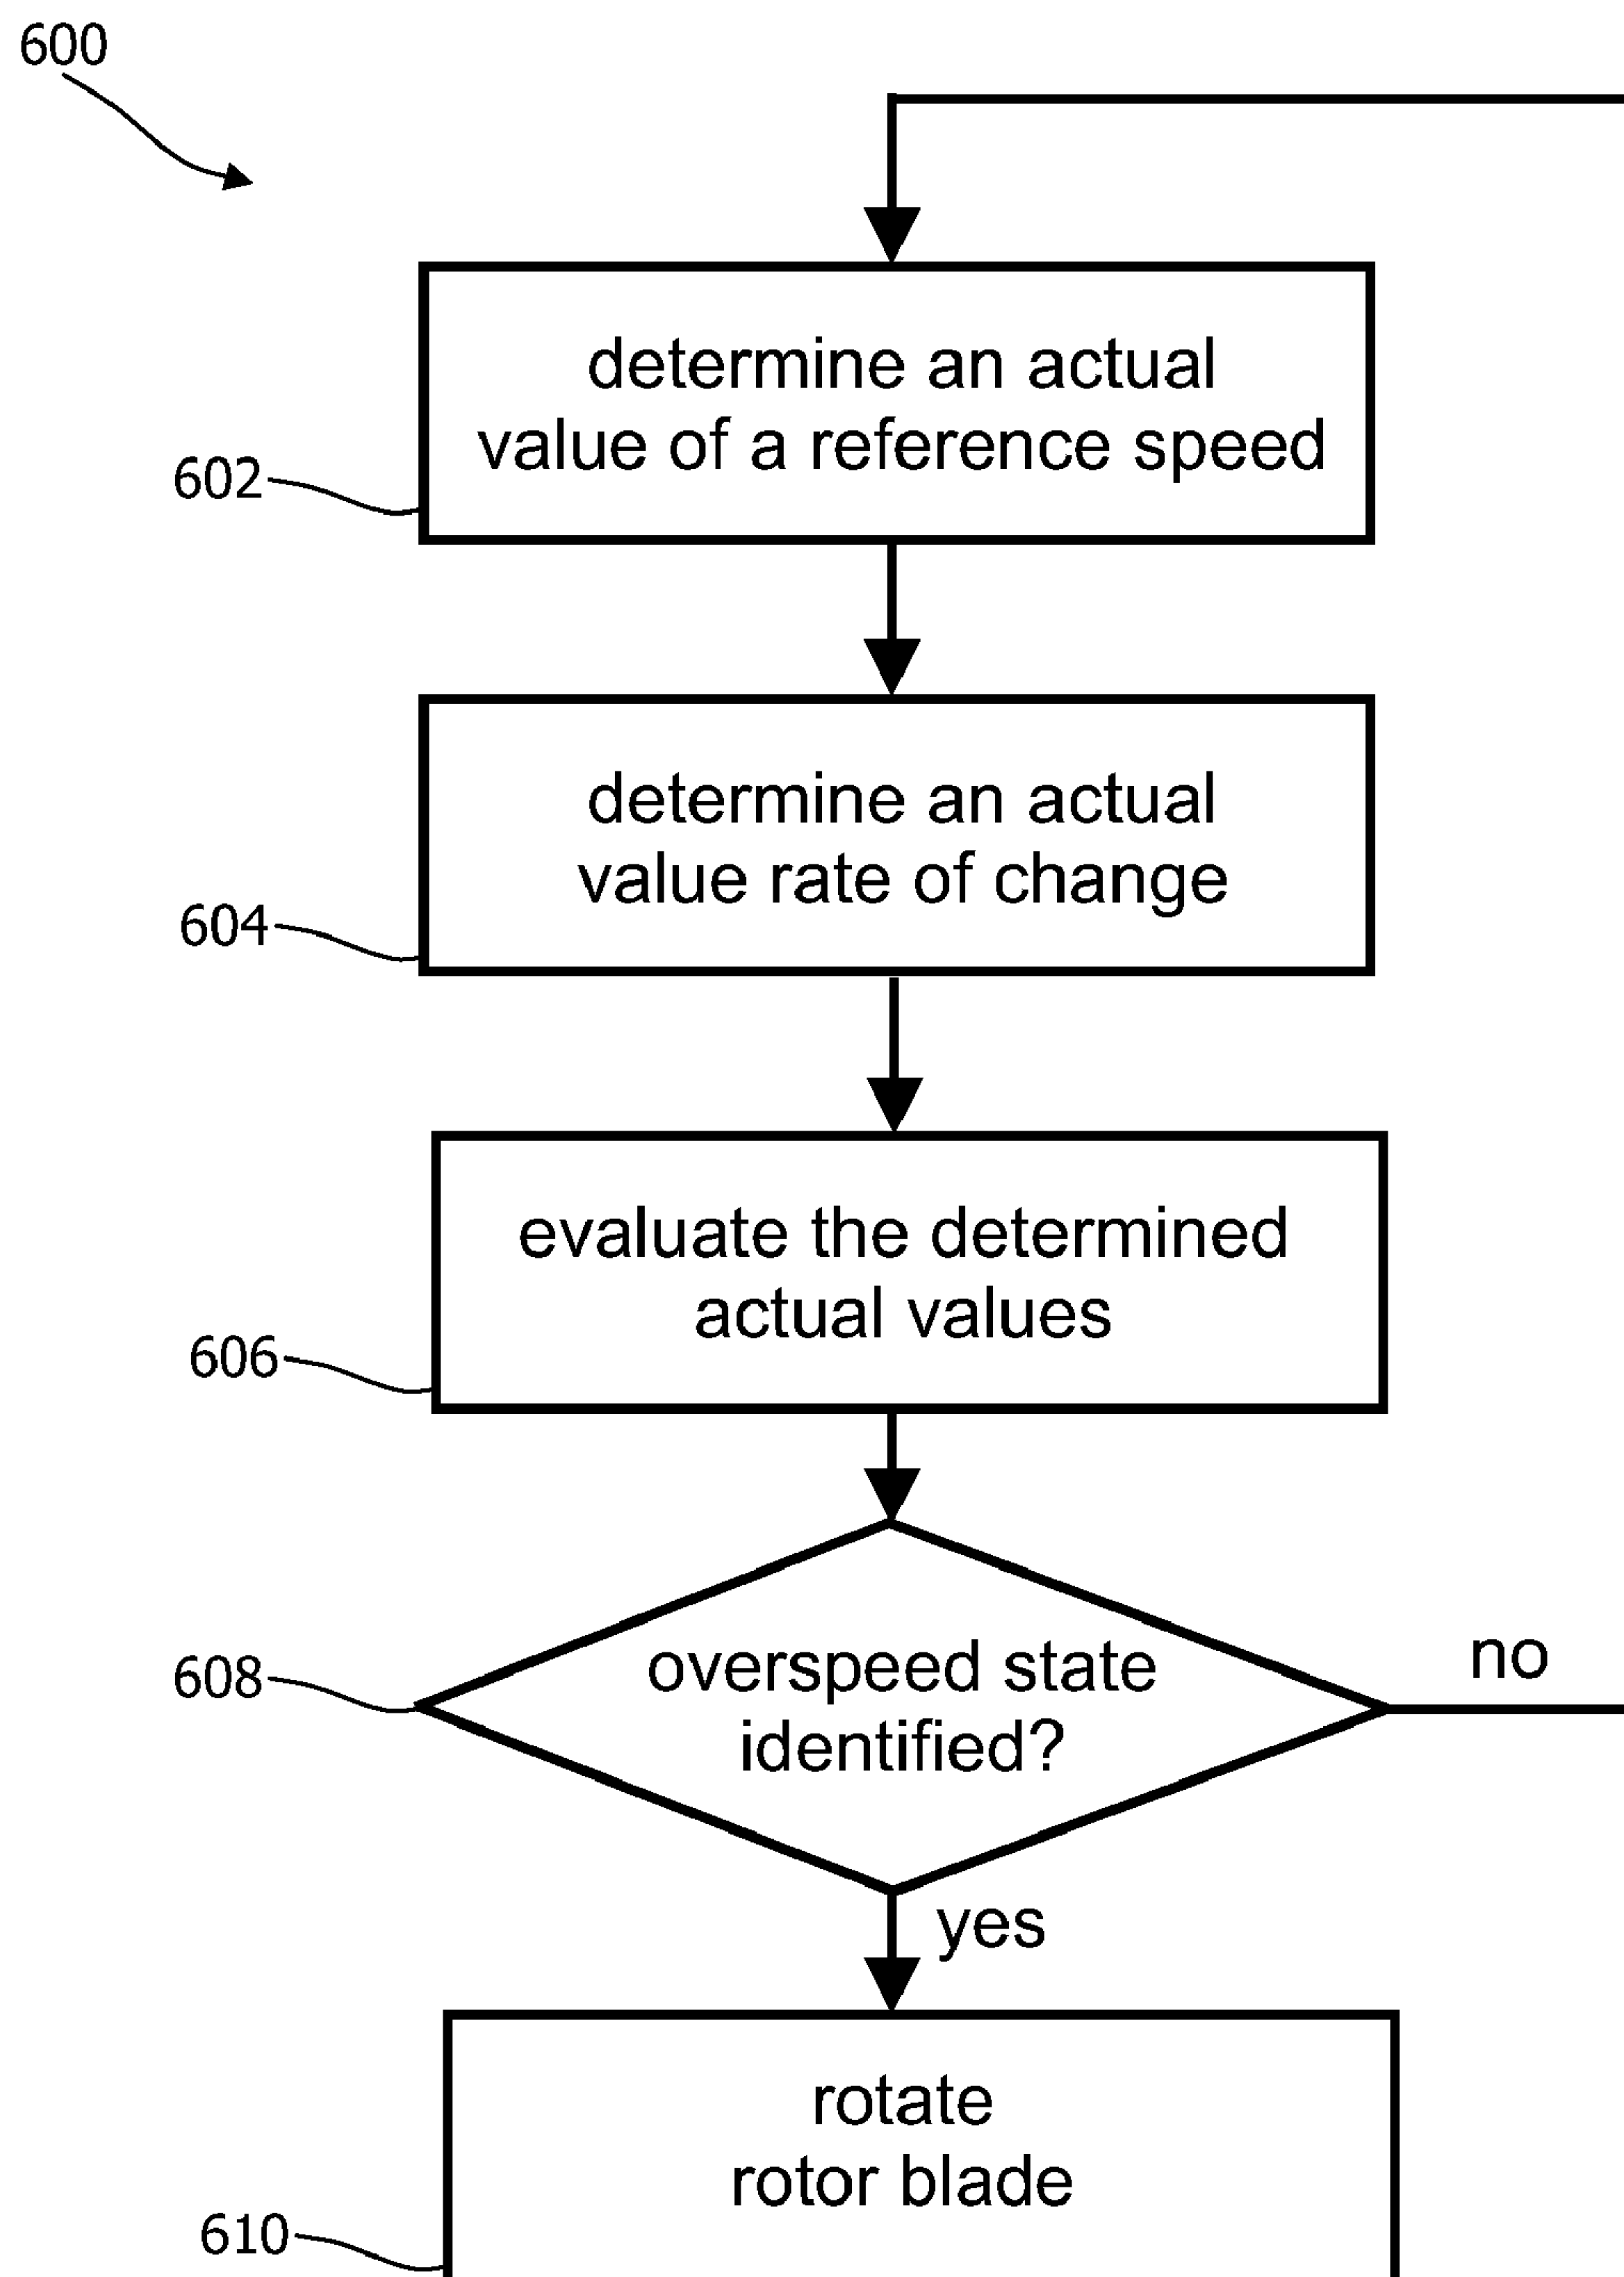 600
determine an actual
value of a reference speed
602
determine an actual
value rate of change
604
evaluate the determined
actual values
606
overspeed state
identified?
608
no
yes
rotate
rotor blade
610